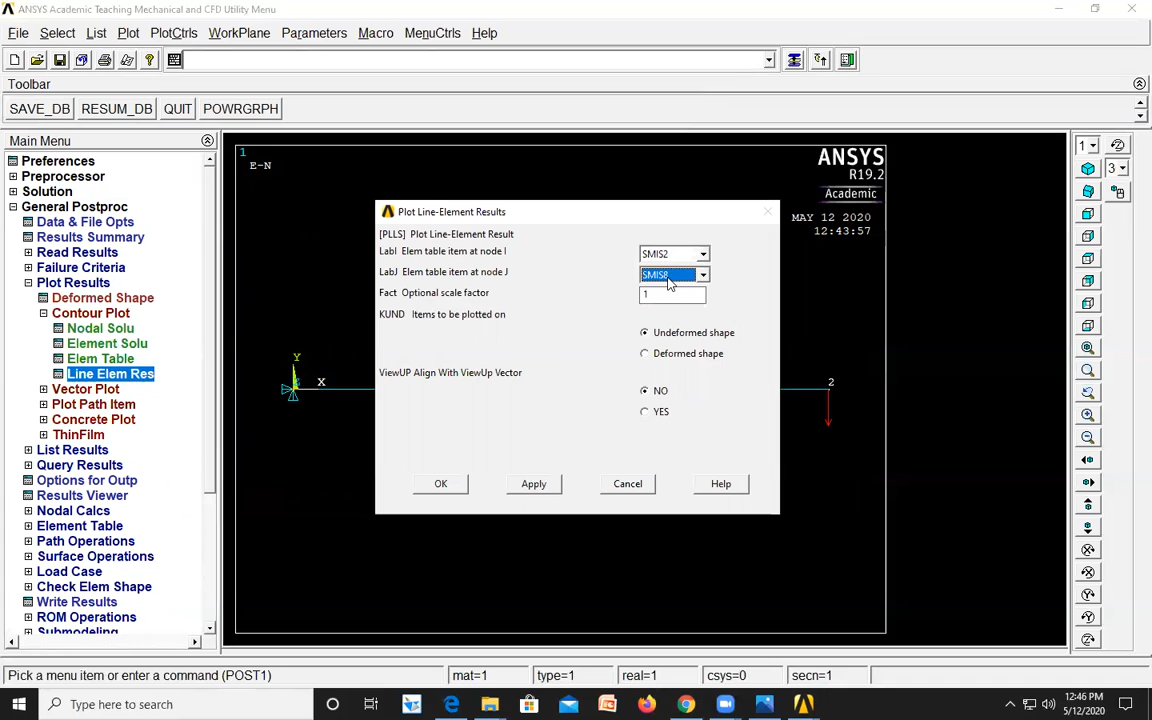 ANSYS Academic Teaching Mechanical and CFD Utility Menu
File Select List Plot PlotCtrls WorkPlane Parameters Macro MenuCtrls Help
Toolbar
SAVE_DB RESUM_DB QUIT POWRGRPH
Main Menu
Preferences
Preprocessor
Solution
General Postproc
Data & File Opts
Results Summary
Read Results
Failure Criteria
Plot Results
Deformed Shape
Contour Plot
Nodal Solu
Element Solu
Elem Table
Line Elem Res
Vector Plot
Plot Path Item
Concrete Plot
ThinFilm
List Results
Query Results
Options for Outp
Results Viewer
Nodal Calcs
Element Table
Path Operations
Surface Operations
Load Case
Check Elem Shape
Write Results
ROM Operations
Submodeling
1
E-N
ANSYS
R19.2
Academic
MAY 12 2020
12:43:57
Y
X
2
Plot Line-Element Results
[PLLS] Plot Line-Element Result
LabI Elem table item at node I
SMIS2
LabJ Elem table item at node J
SMIS8
Fact Optional scale factor
1
KUND Items to be plotted on
Undeformed shape
Deformed shape
ViewUP Align With ViewUp Vector
NO
YES
OK Apply Cancel Help
1
3
Pick a menu item or enter a command (POST1)
mat=1 type=1 real=1 csys=0 secn=1
Type here to search
12:46 PM
5/12/2020